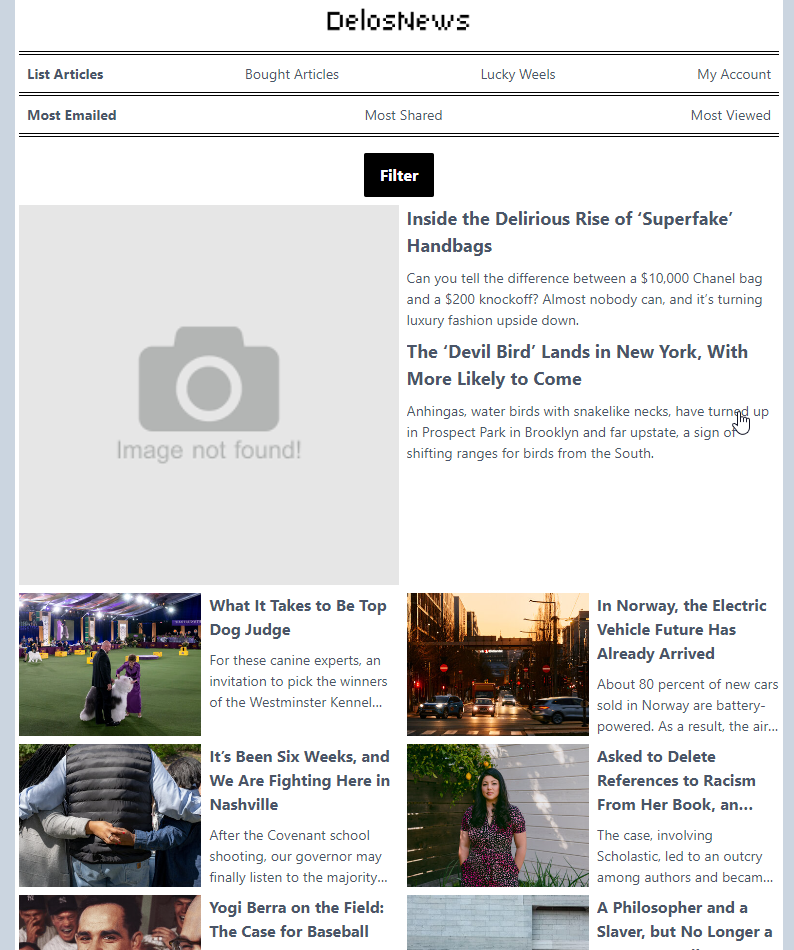 DelosNews
List Articles
Bought Articles
Lucky Weels
My Account
Most Emailed
Most Shared
Most Viewed
Filter
Image not found!
Inside the Delirious Rise of ‘Superfake’
Handbags
Can you tell the difference between a $10,000 Chanel bag
and a $200 knockoff? Almost nobody can, and it’s turning
luxury fashion upside down.
The ‘Devil Bird’ Lands in New York, With
More Likely to Come
Anhingas, water birds with snakelike necks, have turned up
in Prospect Park in Brooklyn and far upstate, a sign of
shifting ranges for birds from the South.
What It Takes to Be Top
Dog Judge
For these canine experts, an
invitation to pick the winners
of the Westminster Kennel...
In Norway, the Electric
Vehicle Future Has
Already Arrived
About 80 percent of new cars
sold in Norway are battery-
powered. As a result, the air...
It’s Been Six Weeks, and
We Are Fighting Here in
Nashville
After the Covenant school
shooting, our governor may
finally listen to the majority...
Asked to Delete
References to Racism
From Her Book, an...
The case, involving
Scholastic, led to an outcry
among authors and becam...
Yogi Berra on the Field:
The Case for Baseball
A Philosopher and a
Slaver, but No Longer a